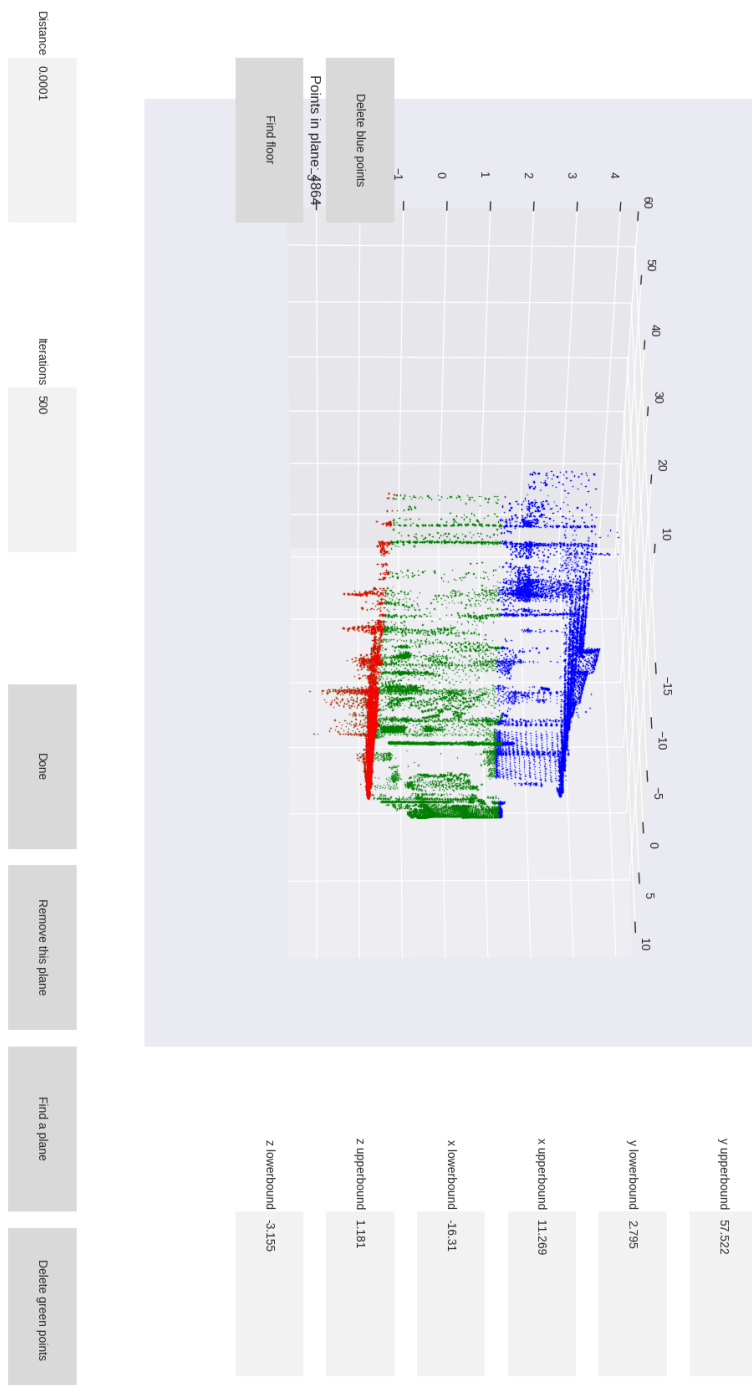 y upperbound 57.522
60 50 40 30 20 10
−15 −10 −5 0 5 10
4
y lowerbound 2.795
3
2
x upperbound 11.269
1
x lowerbound -16.31
0
−1
Delete blue points
z upperbound 1.181
Points in plane: 4864
Find floor
z lowerbound -3.155
Distance 0.0001
Iterations 500
Done
Remove this plane
Find a plane
Delete green points